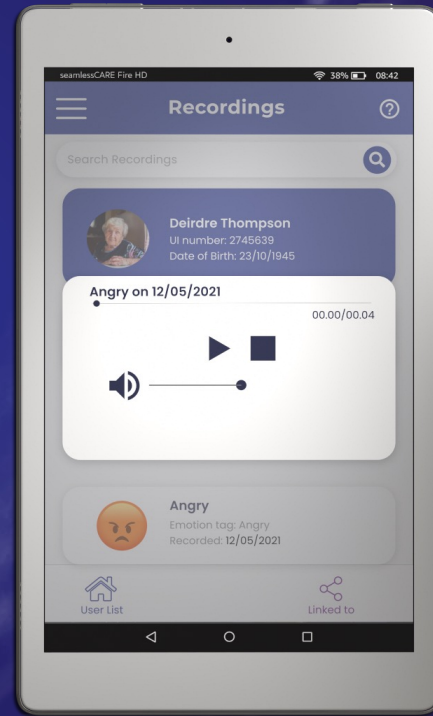 seamlessCARE Fire HD 38% 08:42
Recordings
Search Recordings
Deirdre Thompson
UI number: 2745639
Date of Birth: 23/10/1945
Angry on 12/05/2021
00.00/00.04
Angry
Emotion tag: Angry
Recorded: 12/05/2021
User List
Linked to